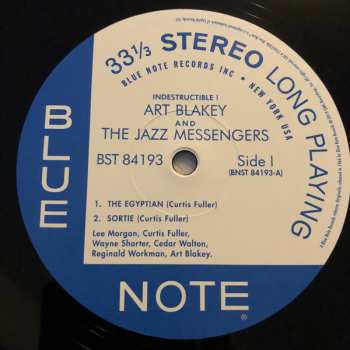 33 1/3 STEREO LONG PLAYING
BLUE NOTE RECORDS INC • NEW YORK USA
INDESTRUCTIBLE!
ART BLAKEY
AND
THE JAZZ MESSENGERS
BST 84193
Side I
(BNST 84193-A)
1. THE EGYPTIAN (Curtis Fuller)
2. SORTIE (Curtis Fuller)
Lee Morgan, Curtis Fuller,
Wayne Shorter, Cedar Walton,
Reginald Workman, Art Blakey.
BLUE
NOTE®